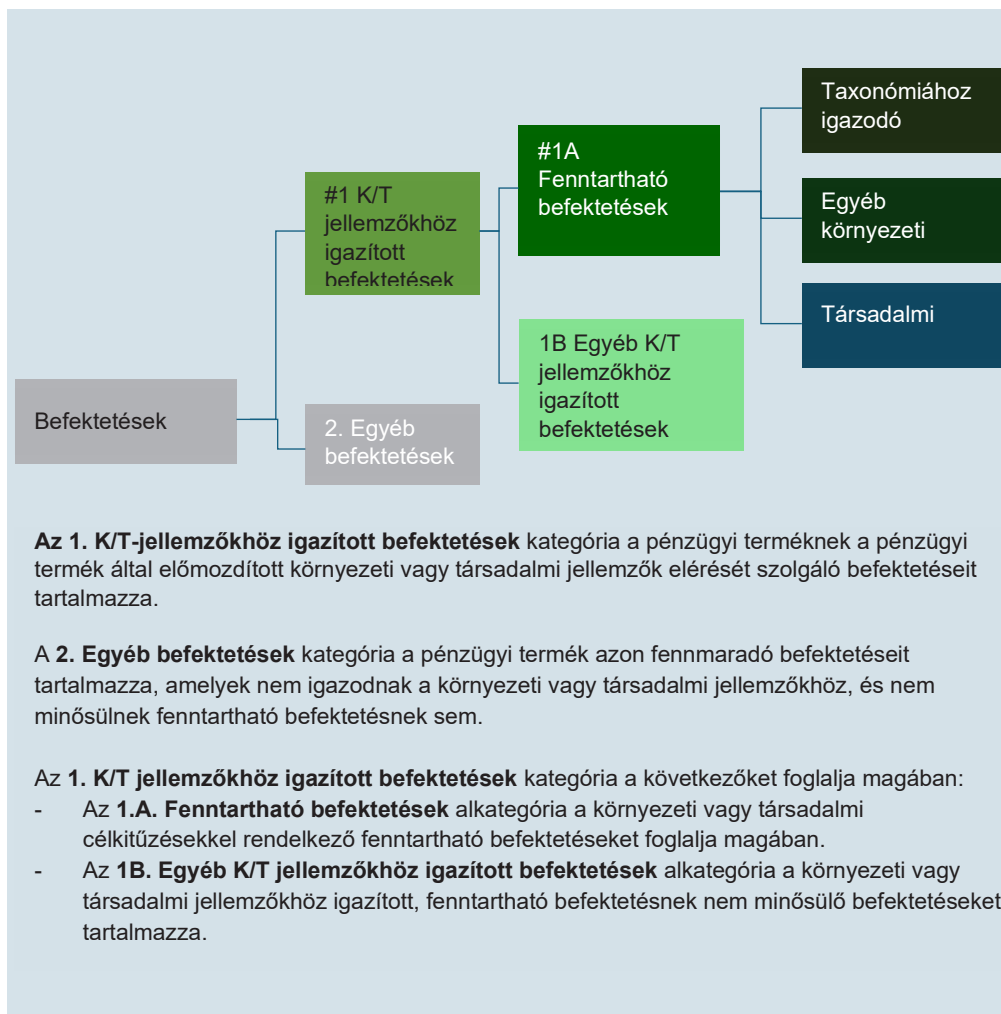 Taxonómiához
igazodó
#1A
Fenntartható
befektetések
#1 K/T
jellemzőkhöz
igazított
befektetések
Egyéb
környezeti
Társadalmi
1B Egyéb K/T
jellemzőkhöz
igazított
befektetések
Befektetések
2. Egyéb
befektetések
Az 1. K/T-jellemzőkhöz igazított befektetések kategória a pénzügyi terméknek a pénzügyi
termék által előmozdított környezeti vagy társadalmi jellemzők elérését szolgáló befektetéseit
tartalmazza.
A 2. Egyéb befektetések kategória a pénzügyi termék azon fennmaradó befektetéseit
tartalmazza, amelyek nem igazodnak a környezeti vagy társadalmi jellemzőkhöz, és nem
minősülnek fenntartható befektetésnek sem.
Az 1. K/T jellemzőkhöz igazított befektetések kategória a következőket foglalja magában:
- Az 1.A. Fenntartható befektetések alkategória a környezeti vagy társadalmi
célkitűzésekkel rendelkező fenntartható befektetéseket foglalja magában.
- Az 1B. Egyéb K/T jellemzőkhöz igazított befektetések alkategória a környezeti vagy
társadalmi jellemzőkhöz igazított, fenntartható befektetésnek nem minősülő befektetéseket
tartalmazza.